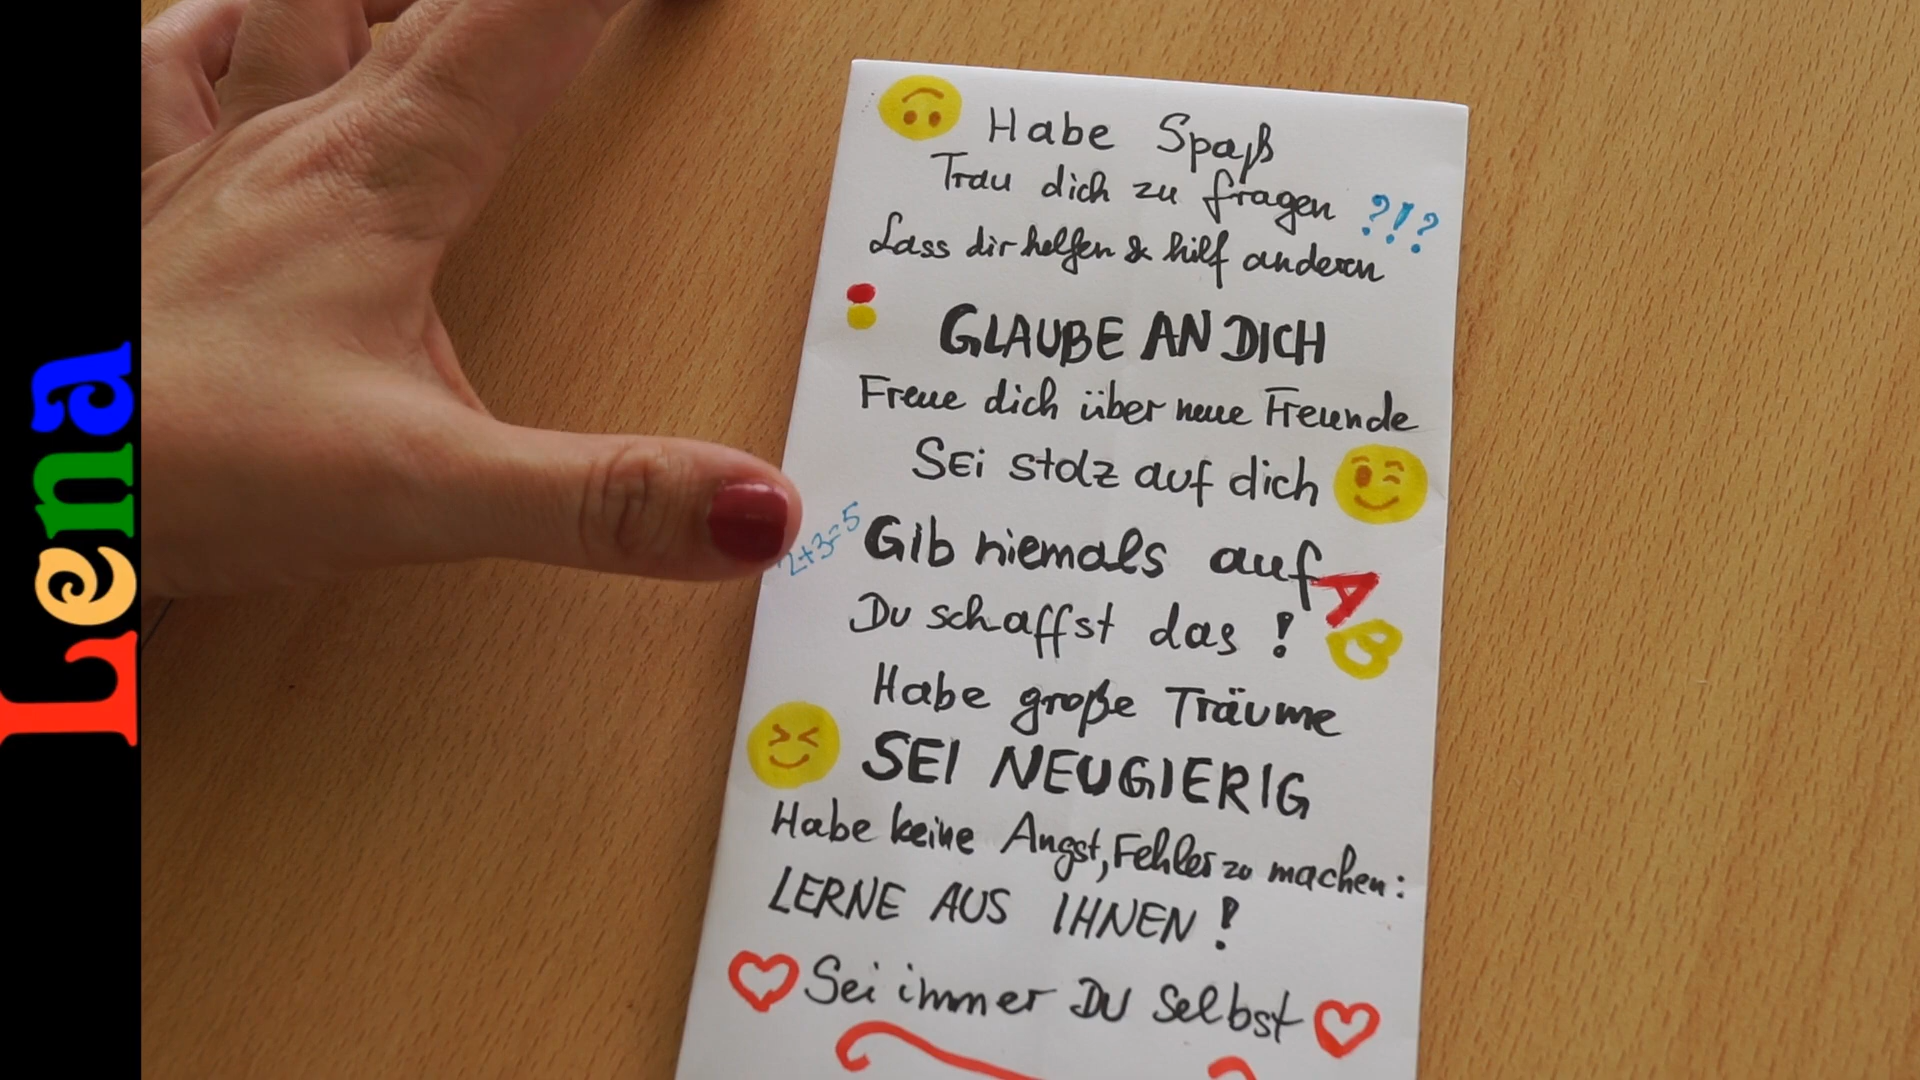 Lena
Habe Spaß
Trau dich zu fragen ?!?
Lass dir helfen & hilf anderen
GLAUBE AN DICH
Freue dich über neue Freunde
SEi stolz auf dich
2+3=5
Gib niemals auf
A
B
Du schaffst das!
Habe große Träume
SEI NEUGIERIG
Habe keine Angst, Fehler zu machen:
LERNE AUS IHNEN!
Sei immer DU Selbst